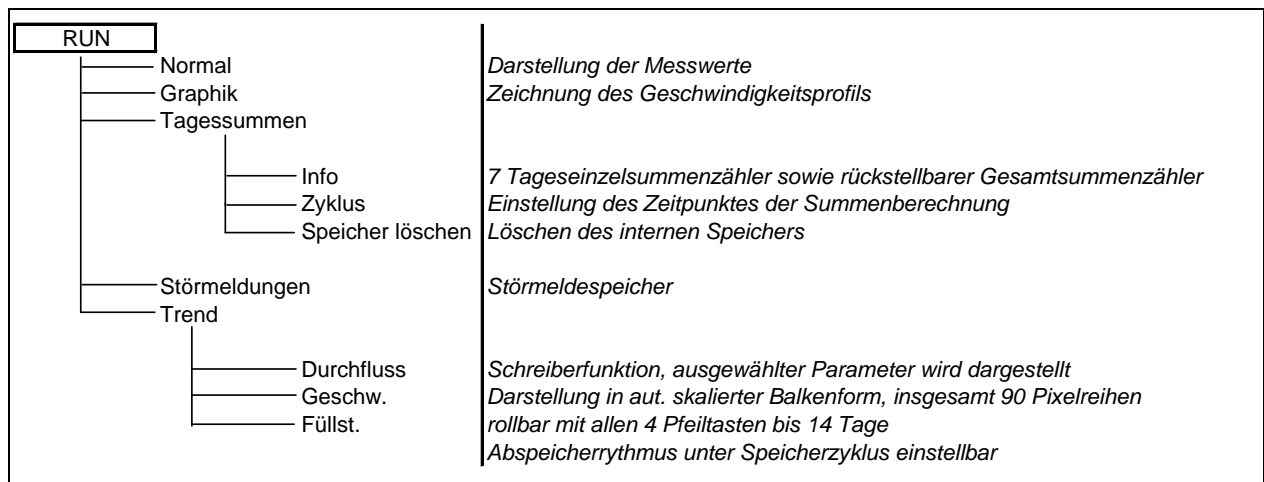 RUN
Normal Darstellung der Messwerte
Graphik Zeichnung des Geschwindigkeitsprofils
Tagessummen
Info 7 Tageseinzelsummenzähler sowie rückstellbarer Gesamtsummenzähler
Zyklus Einstellung des Zeitpunktes der Summenberechnung
Speicher löschen Löschen des internen Speichers
Störmeldungen Störmeldespeicher
Trend
Durchfluss Schreiberfunktion, ausgewählter Parameter wird dargestellt
Geschw. Darstellung in aut. skalierter Balkenform, insgesamt 90 Pixelreihen
Füllst. rollbar mit allen 4 Pfeiltasten bis 14 Tage
Abspeicherrythmus unter Speicherzyklus einstellbar